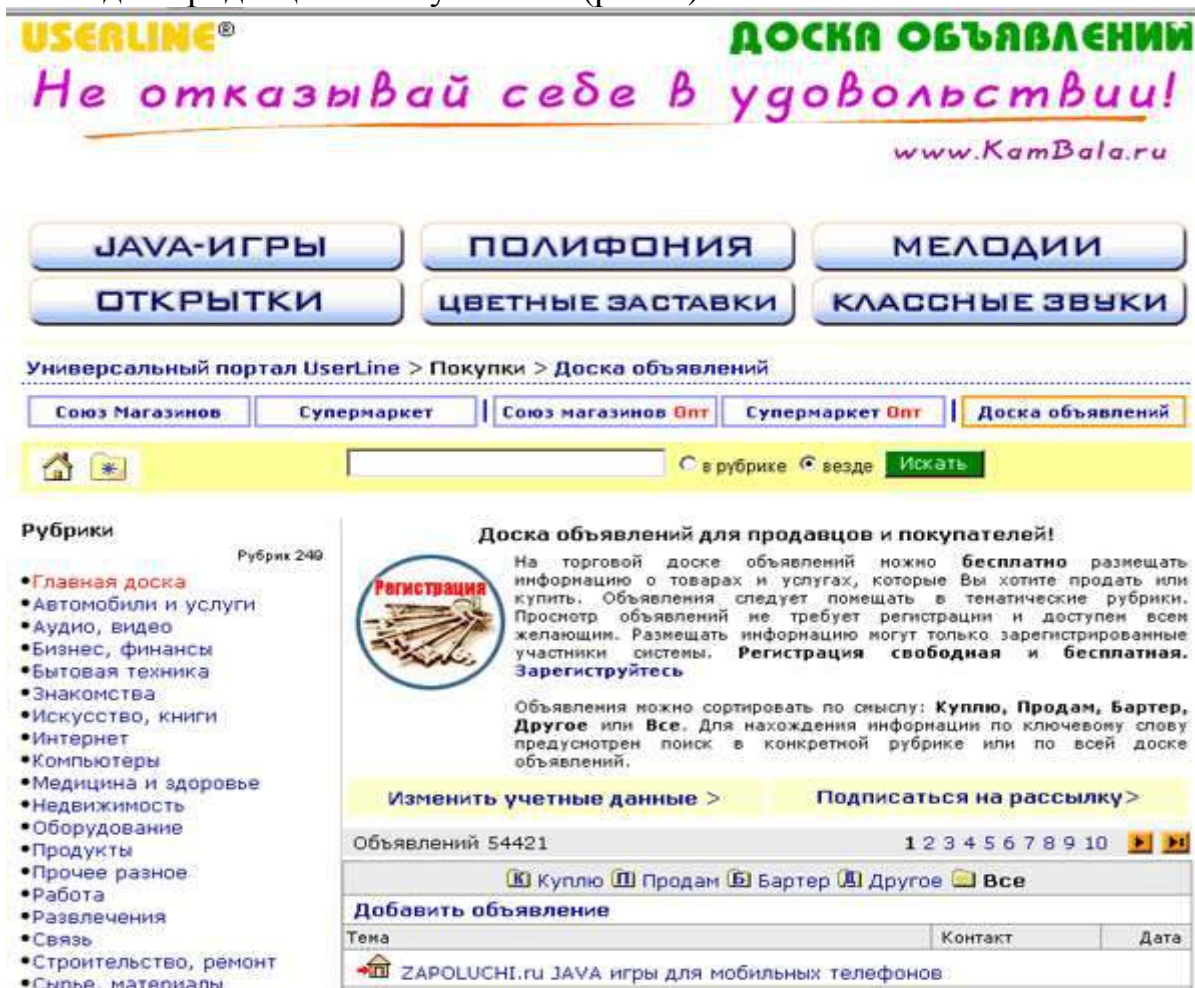 USERLINE®
ДОСКА ОБЪЯВЛЕНИЙ
Не отказывай себе в удовольствии!
www.KamBala.ru
JAVA-ИГРЫ
ПОЛИФОНИЯ
МЕЛОДИИ
ОТКРЫТКИ
ЦВЕТНЫЕ ЗАСТАВКИ
КЛАССНЫЕ ЗВУКИ
Универсальный портал UserLine > Покупки > Доска объявлений
Союз Магазинов
Супермаркет
Союз магазинов Опт
Супермаркет Опт
Доска объявлений
в рубрике
везде
Искать
Рубрики
Рубрик 249
•Главная доска
•Автомобили и услуги
•Аудио, видео
•Бизнес, финансы
•Бытовая техника
•Знакомства
•Искусство, книги
•Интернет
•Компьютеры
•Медицина и здоровье
•Недвижимость
•Оборудование
•Продукты
•Прочее разное
•Работа
•Развлечения
•Связь
•Строительство, ремонт
•Сырье, материалы
Доска объявлений для продавцов и покупателей!
Регистрация
На торговой доске объявлений можно бесплатно размещать
информацию о товарах и услугах, которые Вы хотите продать или
купить. Объявления следует помещать в тематические рубрики.
Просмотр объявлений не требует регистрации и доступен всем
желающим. Размещать информацию могут только зарегистрированные
участники системы. Регистрация свободная и бесплатная.
Зарегиструйтесь
Объявления можно сортировать по смыслу: Куплю, Продам, Бартер,
Другое или Все. Для нахождения информации по ключевому слову
предусмотрен поиск в конкретной рубрике или по всей доске
объявлений.
Изменить учетные данные >
Подписаться на рассылку>
Объявлений 54421
1 2 3 4 5 6 7 8 9 10
К Куплю П Продам Б Бартер Д Другое Все
Добавить объявление
Тема
Контакт
Дата
ZAPOLUCHI.ru JAVA игры для мобильных телефонов